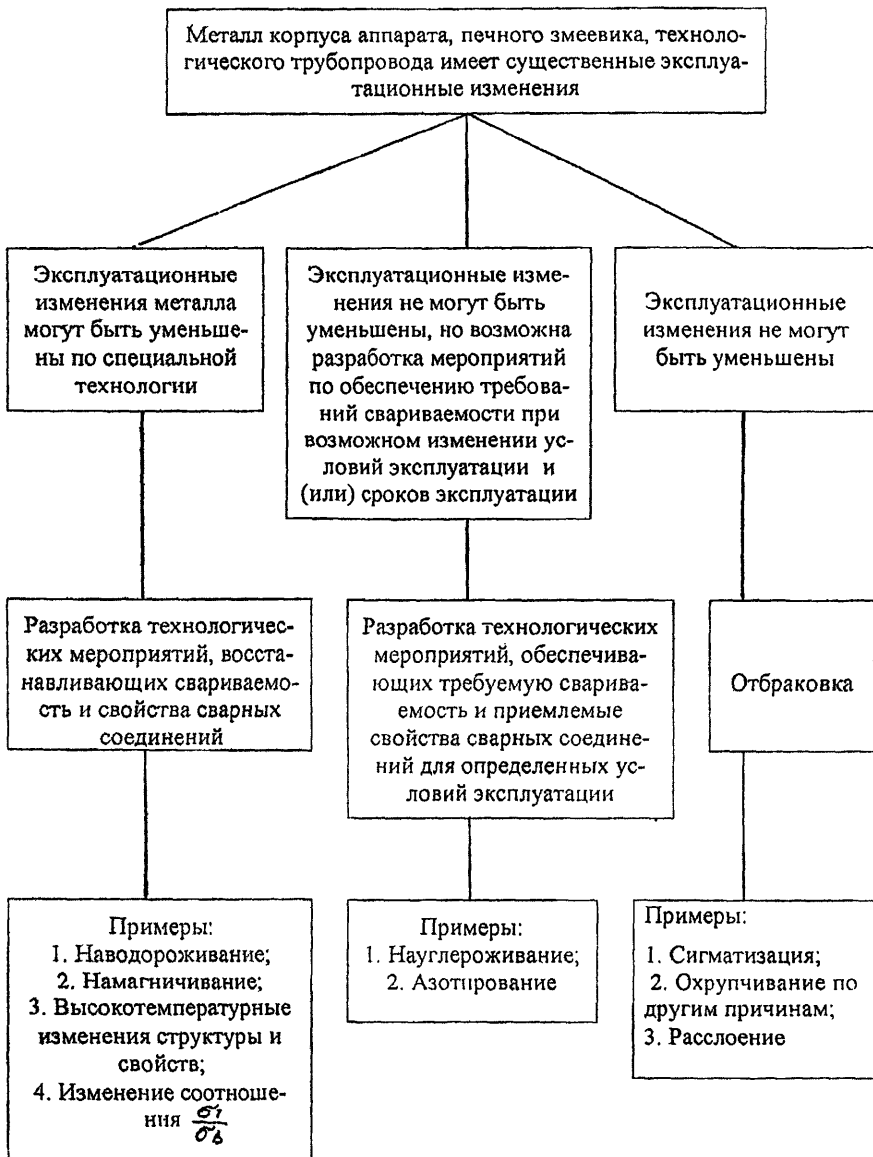 Металл корпуса аппарата, печного змеевика, техноло-
гического трубопровода имеет существенные эксплуа-
тационные изменения
Эксплуатационные
изменения металла
могут быть уменьше-
ны по специальной
технологии
Эксплуатационные изме-
нения не могут быть
уменьшены, но возможна
разработка мероприятий
по обеспечению требова-
ний свариваемости при
возможном изменении ус-
ловий эксплуатации и
(или) сроков эксплуатации
Эксплуатационные
изменения не могут
быть уменьшены
Разработка технологичес-
ких мероприятий, восста-
навливающих свариваемо-
сть и свойства сварных
соединений
Разработка технологических
мероприятий, обеспечива-
ющих требуемую сварива-
емость и приемлемые
свойства сварных соедине-
ний для определенных ус-
ловий эксплуатации
Отбраковка
Примеры:
1. Наводороживание;
2. Намагничивание;
3. Высокотемпературные
изменения структуры и
свойств;
4. Изменение соотноше-
ния σт/σв
Примеры:
1. Науглероживание;
2. Азотирование
Примеры:
1. Сигматизация;
2. Охрупчивание по
другим причинам;
3. Расслоение